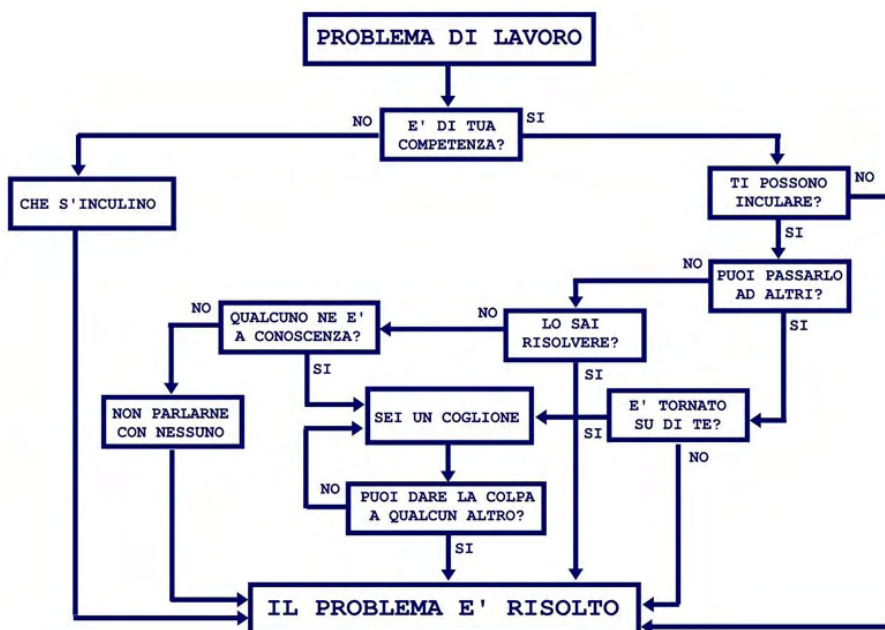 PROBLEMA DI LAVORO
NO
E' DI TUA
COMPETENZA?
SI
CHE S'INCULINO
TI POSSONO
INCULARE?
NO
SI
NO
PUOI PASSARLO
AD ALTRI?
SI
NO
QUALCUNO NE E'
A CONOSCENZA?
SI
NO
LO SAI
RISOLVERE?
SI
NON PARLARNE
CON NESSUNO
SEI UN COGLIONE
SI
E' TORNATO
SU DI TE?
NO
NO
PUOI DARE LA COLPA
A QUALCUN ALTRO?
SI
IL PROBLEMA E' RISOLTO